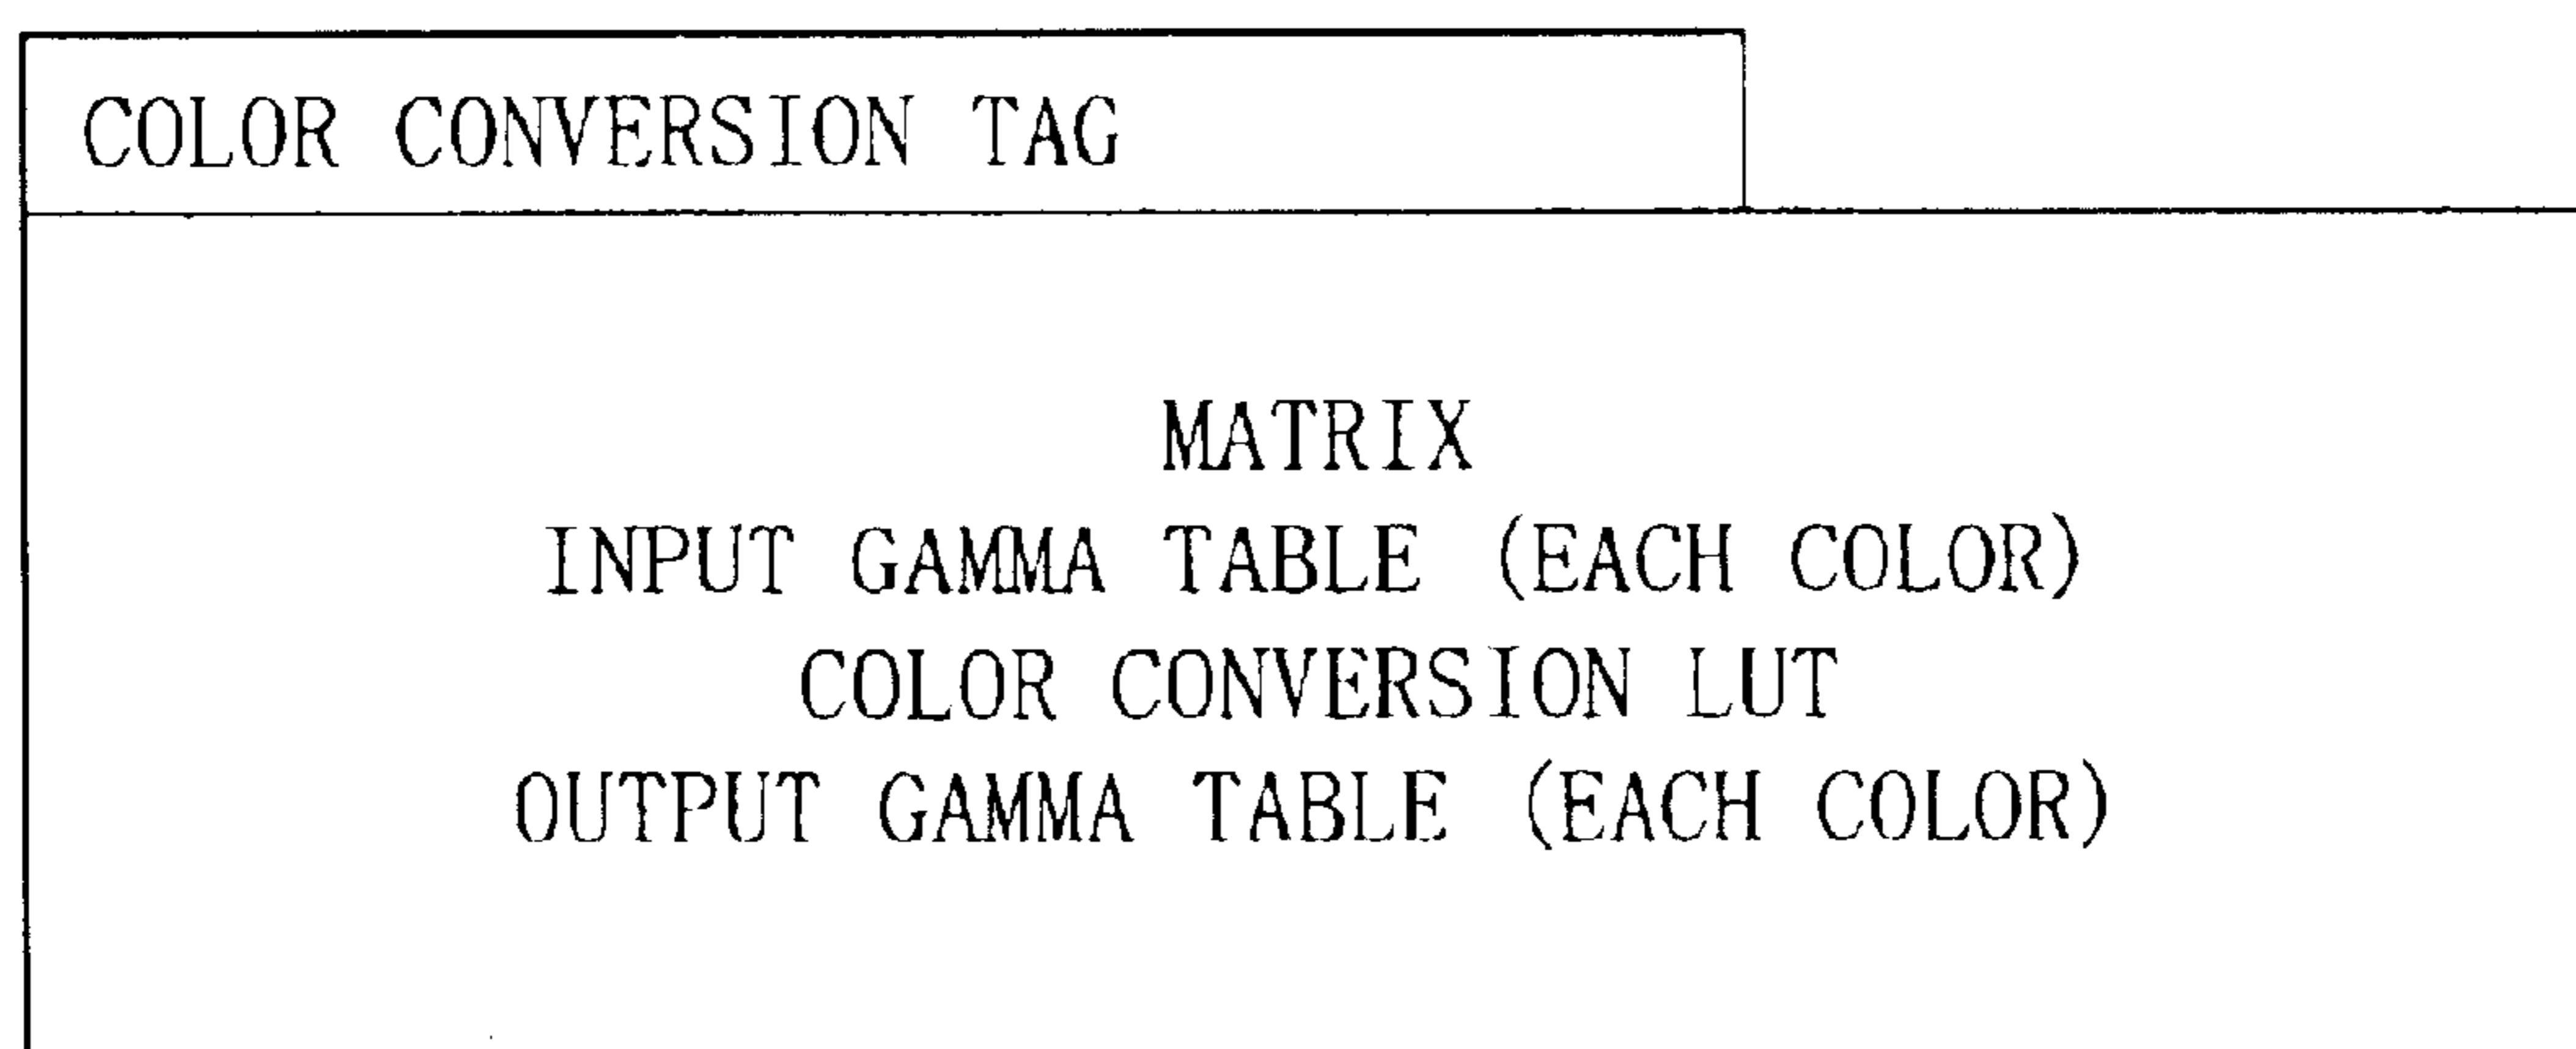 COLOR CONVERSION TAG
MATRIX
INPUT GAMMA TABLE (EACH COLOR)
COLOR CONVERSION LUT
OUTPUT GAMMA TABLE (EACH COLOR)